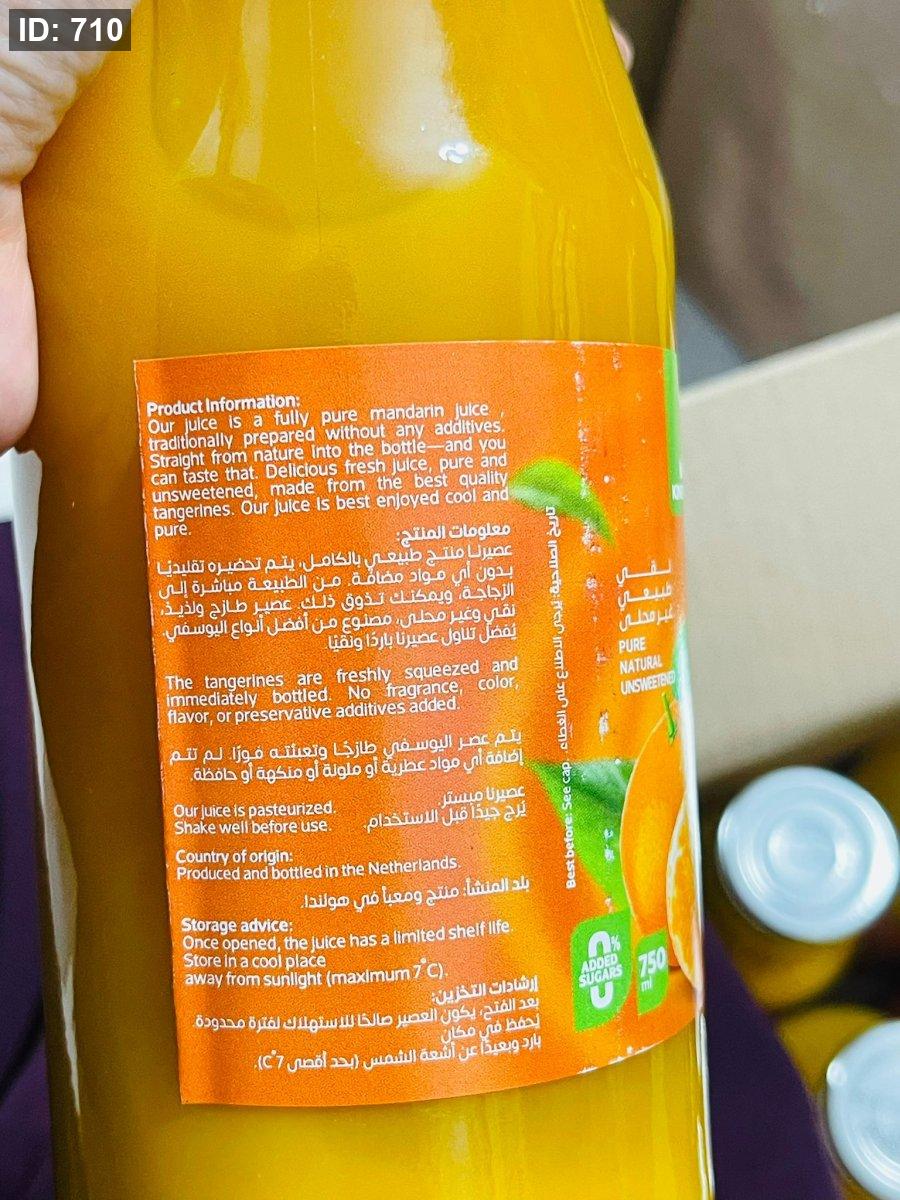 ID: 710
Product Information:
Our juice is a fully pure mandarin juice ,
traditionally prepared without any additives.
Straight from nature into the bottle—and you
can taste that. Delicious fresh juice, pure and
unsweetened, made from the best quality
tangerines. Our juice is best enjoyed cool and
pure.
معلومات المنتج:
عصيرنا منتج طبيعي بالكامل، يتم تحضيره تقليديًا
بدون أي مواد مضافة. من الطبيعة مباشرة إلى
الزجاجة، ويمكنك تذوق ذلك. عصير طازج ولذيذ،
نقي وغير محلى، مصنوع من أفضل أنواع اليوسفي.
يُفضل تناول عصيرنا باردًا ونقيًا.
The tangerines are freshly squeezed and
immediately bottled. No fragrance, color,
flavor, or preservative additives added.
يتم عصر اليوسفي طازجًا وتعبئته فورًا. لم تتم
إضافة أي مواد عطرية أو ملونة أو منكهة أو حافظة.
Our juice is pasteurized.
Shake well before use.
عصيرنا مبستر.
يُرج جيدًا قبل الاستخدام.
Country of origin:
Produced and bottled in the Netherlands.
بلد المنشأ: منتج ومعبأ في هولندا.
Storage advice:
Once opened, the juice has a limited shelf life.
Store in a cool place
away from sunlight (maximum 7°C).
إرشادات التخزين:
بعد الفتح، يكون العصير صالحًا للاستهلاك لفترة محدودة.
يُحفظ في مكان
بارد وبعيدًا عن أشعة الشمس (بحد أقصى 7°C).
تاريخ الصلاحية: يرجى الاطلاع على الغطاء.
Best before: See cap.
نقي
طبيعي
غير محلى
PURE
NATURAL
UNSWEETENED
0%
ADDED
SUGARS
750
ml